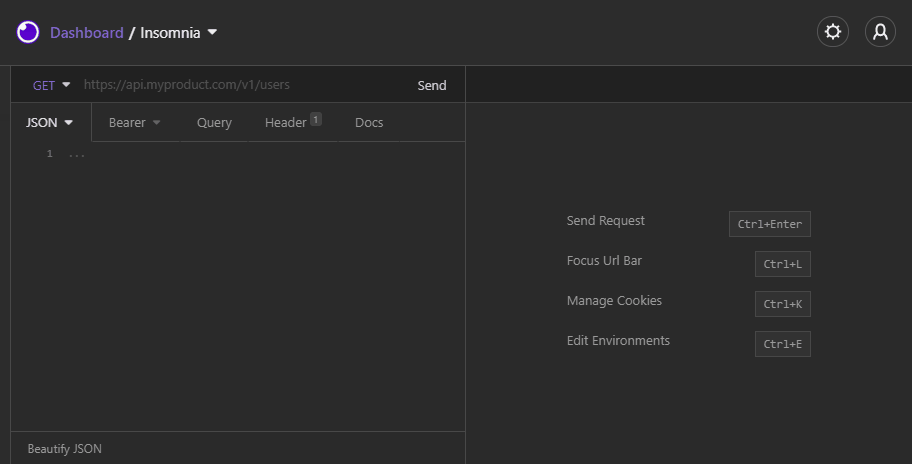 Dashboard / Insomnia
GET https://api.myproduct.com/v1/users Send
JSON Bearer Query Header 1 Docs
1 ...
Send Request Ctrl+Enter
Focus Url Bar Ctrl+L
Manage Cookies Ctrl+K
Edit Environments Ctrl+E
Beautify JSON